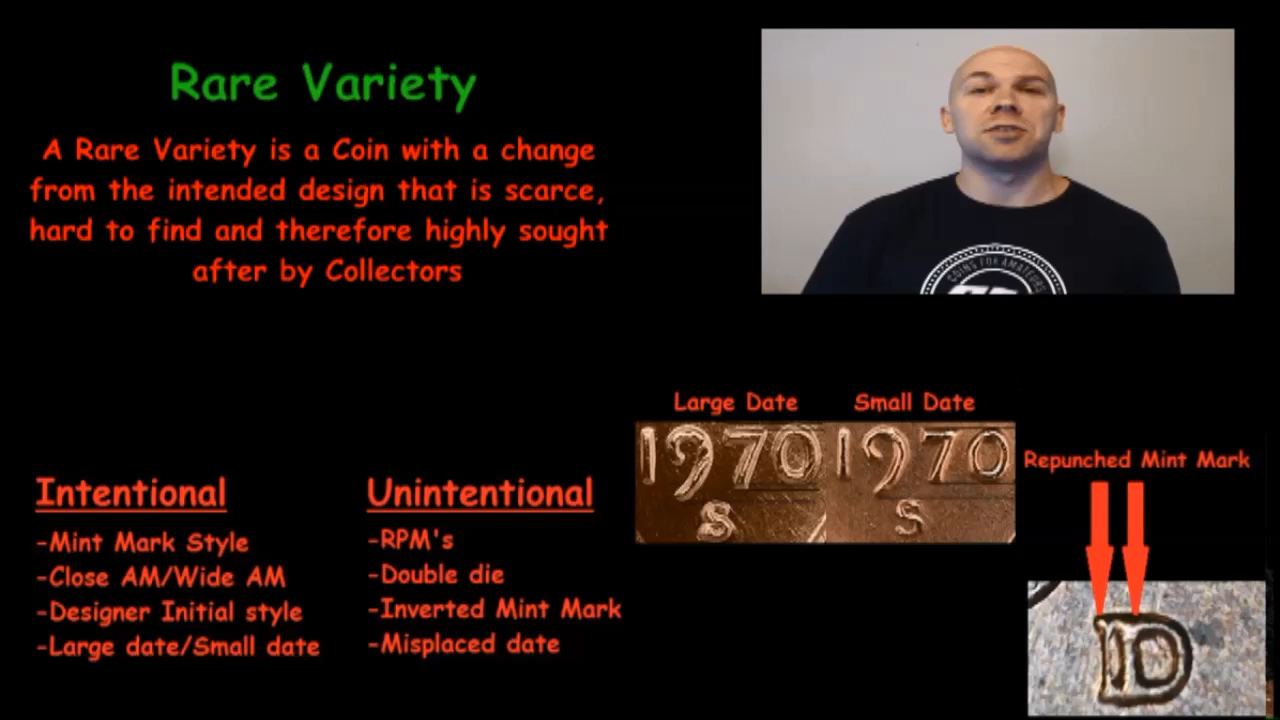 Rare Variety
A Rare Variety is a Coin with a change
from the intended design that is scarce,
hard to find and therefore highly sought
after by Collectors
COINS FOR AMATEURS
Large Date
Small Date
1970
S
1970
S
Repunched Mint Mark
D
Intentional
-Mint Mark Style
-Close AM/Wide AM
-Designer Initial style
-Large date/Small date
Unintentional
-RPM's
-Double die
-Inverted Mint Mark
-Misplaced date